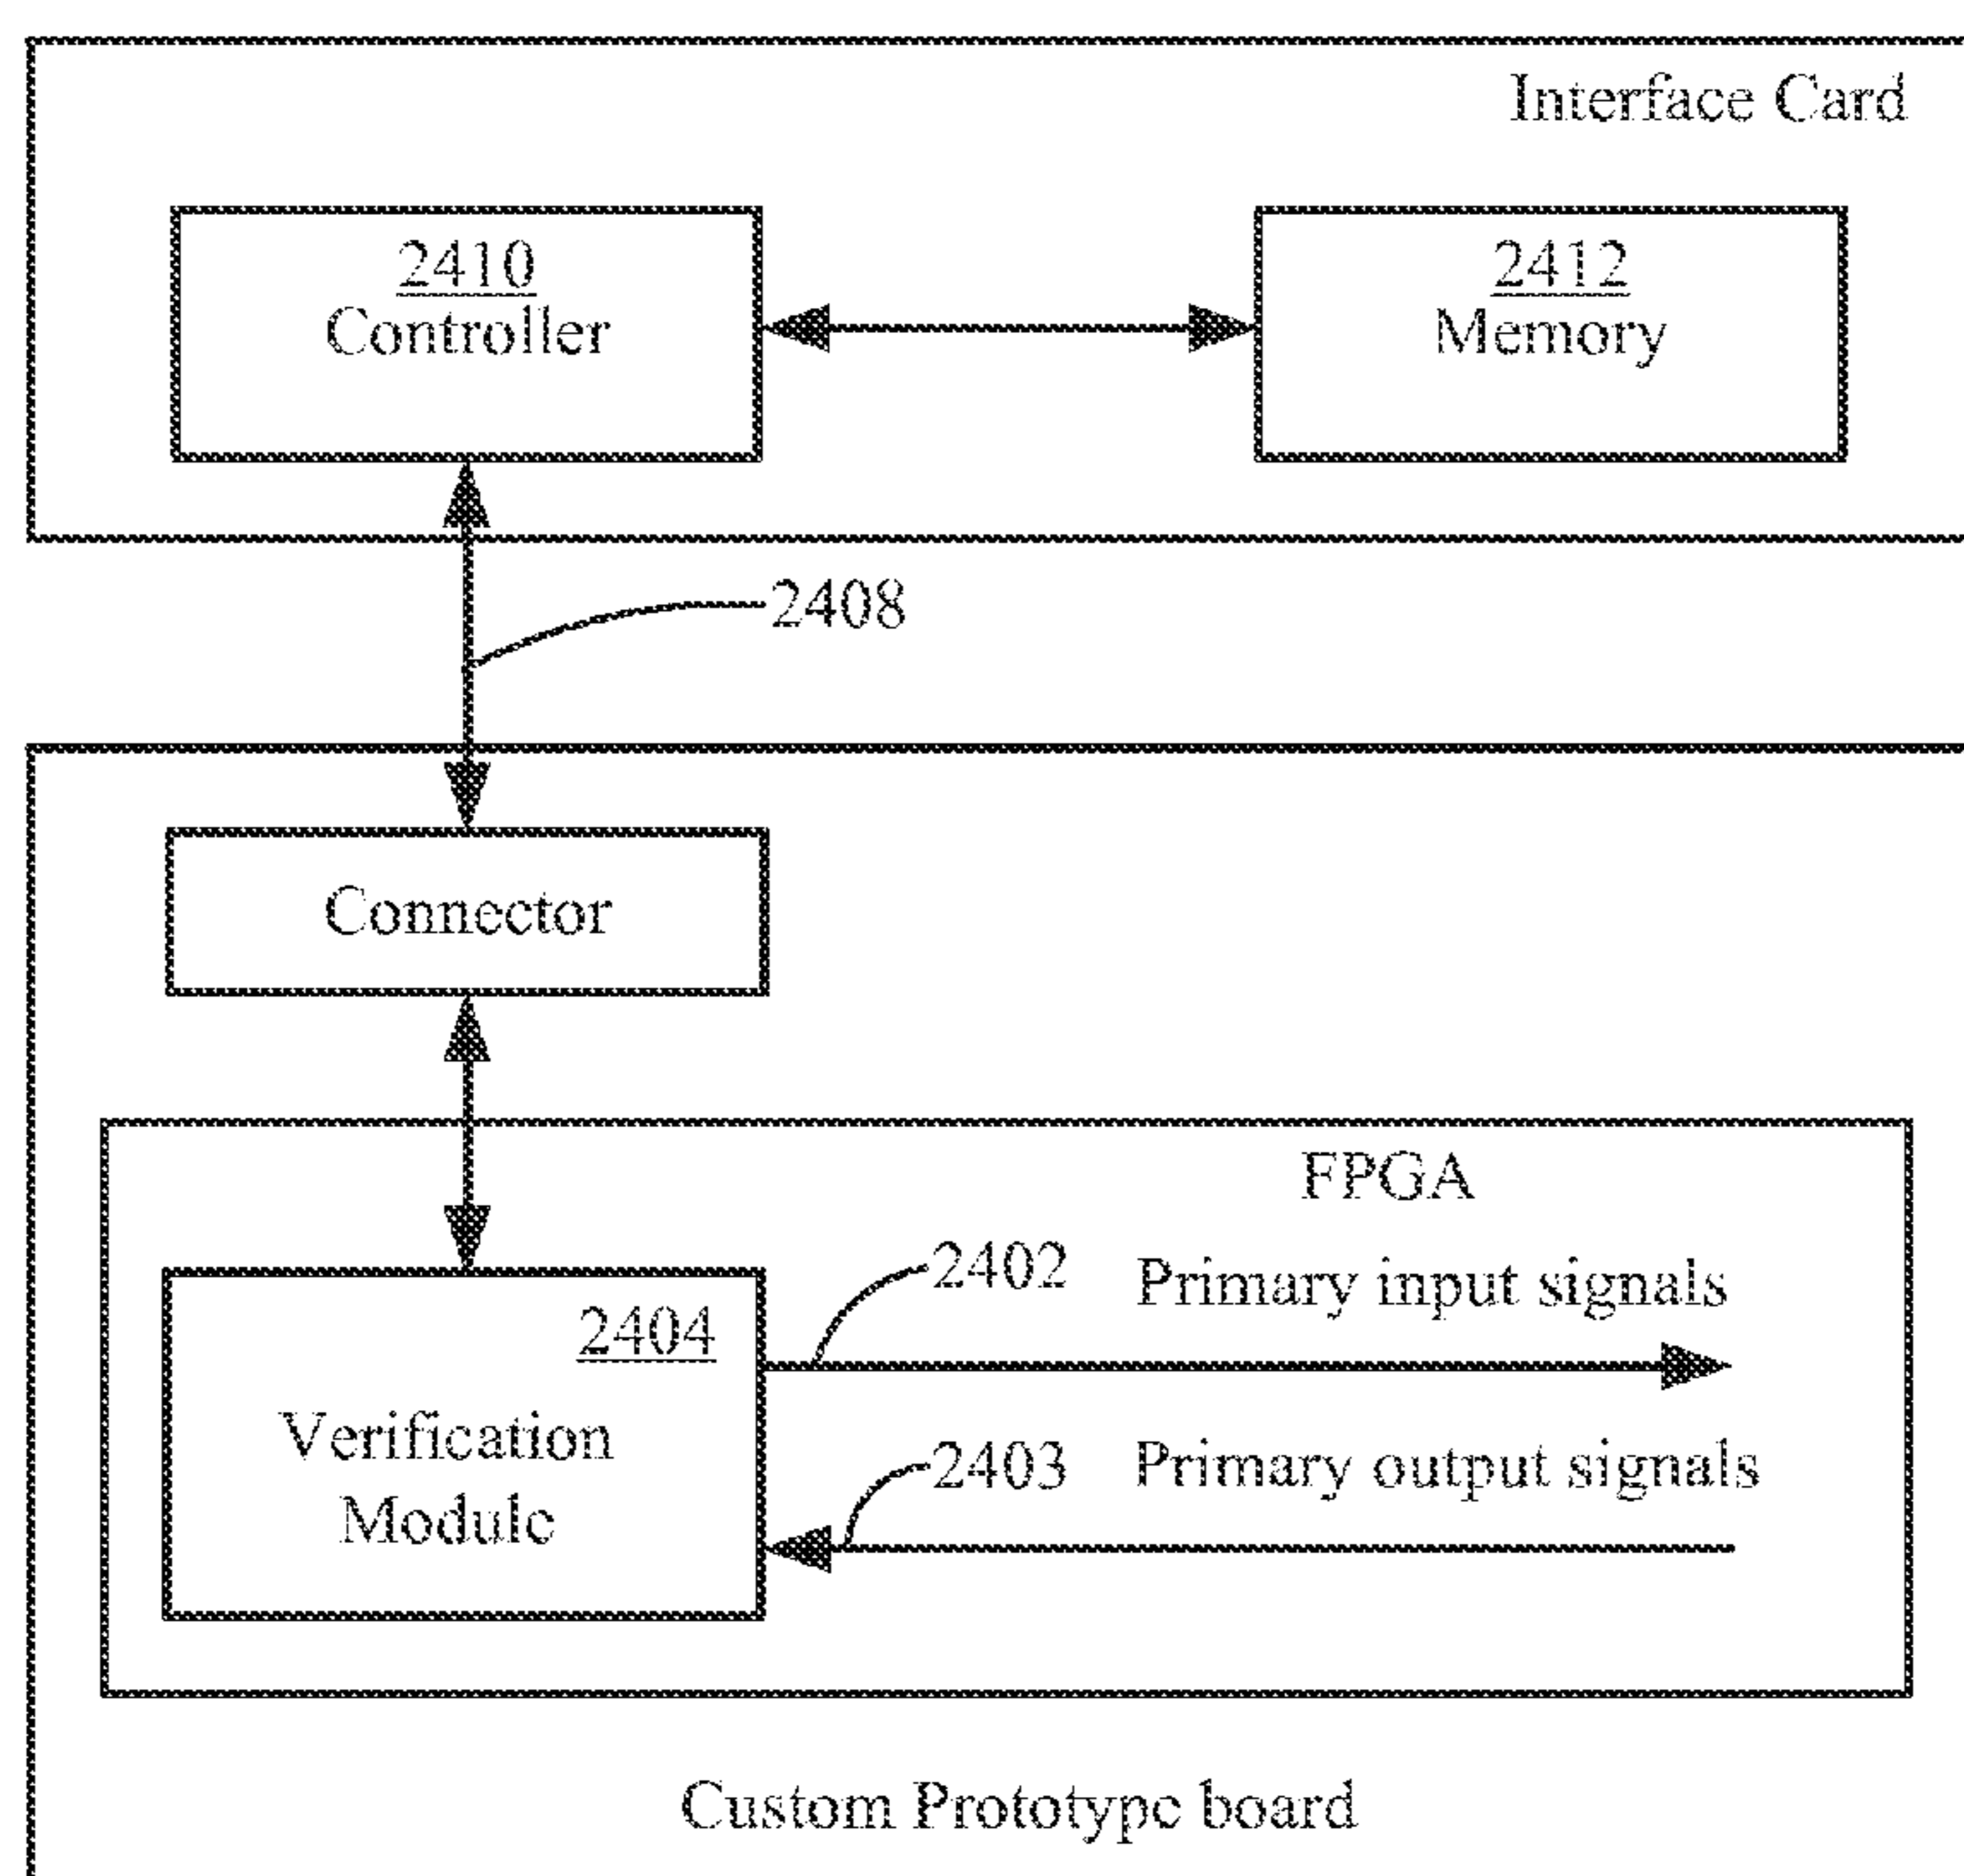 Interface Card
2410
Controller
2412
Memory
2408
Connector
FPGA
2402 Primary input signals
2404
Verification
Module
2403 Primary output signals
Custom Prototype board